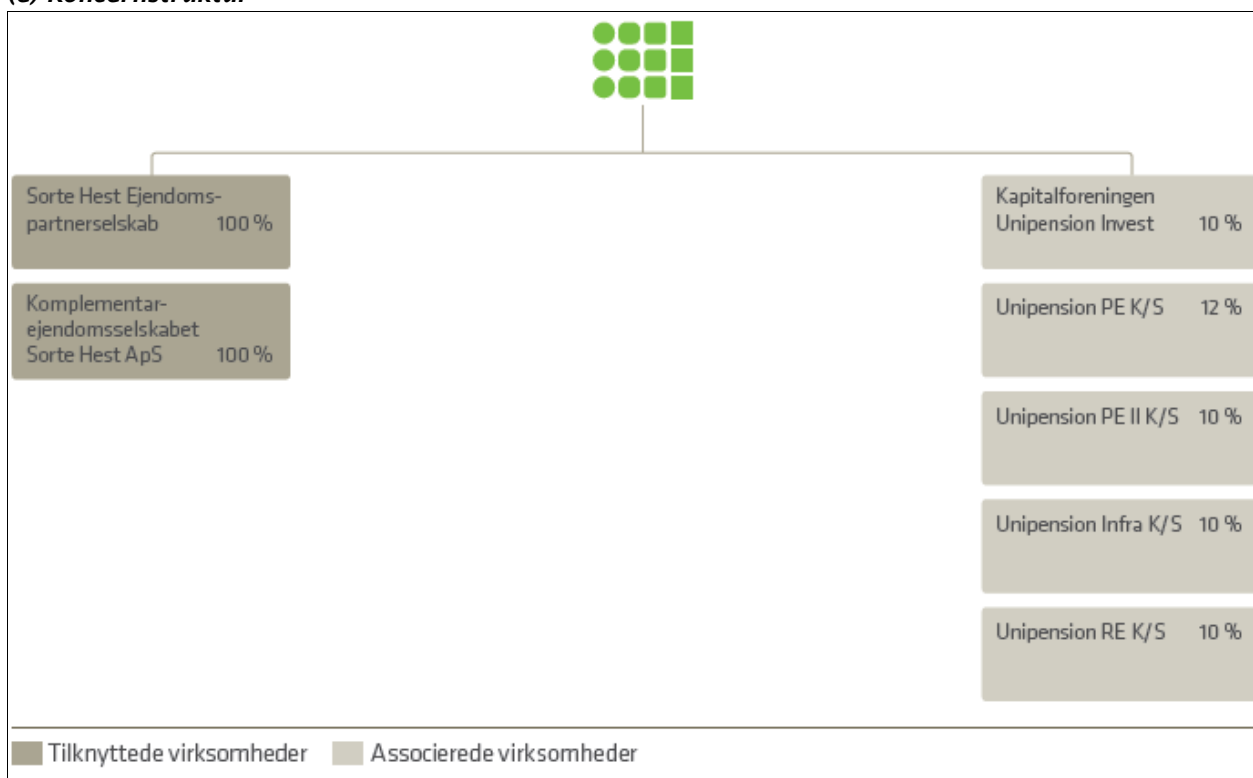 Sorte Hest Ejendoms-
partnerselskab 100 %
Komplementar-
ejendomsselskabet
Sorte Hest ApS 100 %
Kapitalforeningen
Unipension Invest 10 %
Unipension PE K/S 12 %
Unipension PE II K/S 10 %
Unipension Infra K/S 10 %
Unipension RE K/S 10 %
Tilknyttede virksomheder Associerede virksomheder